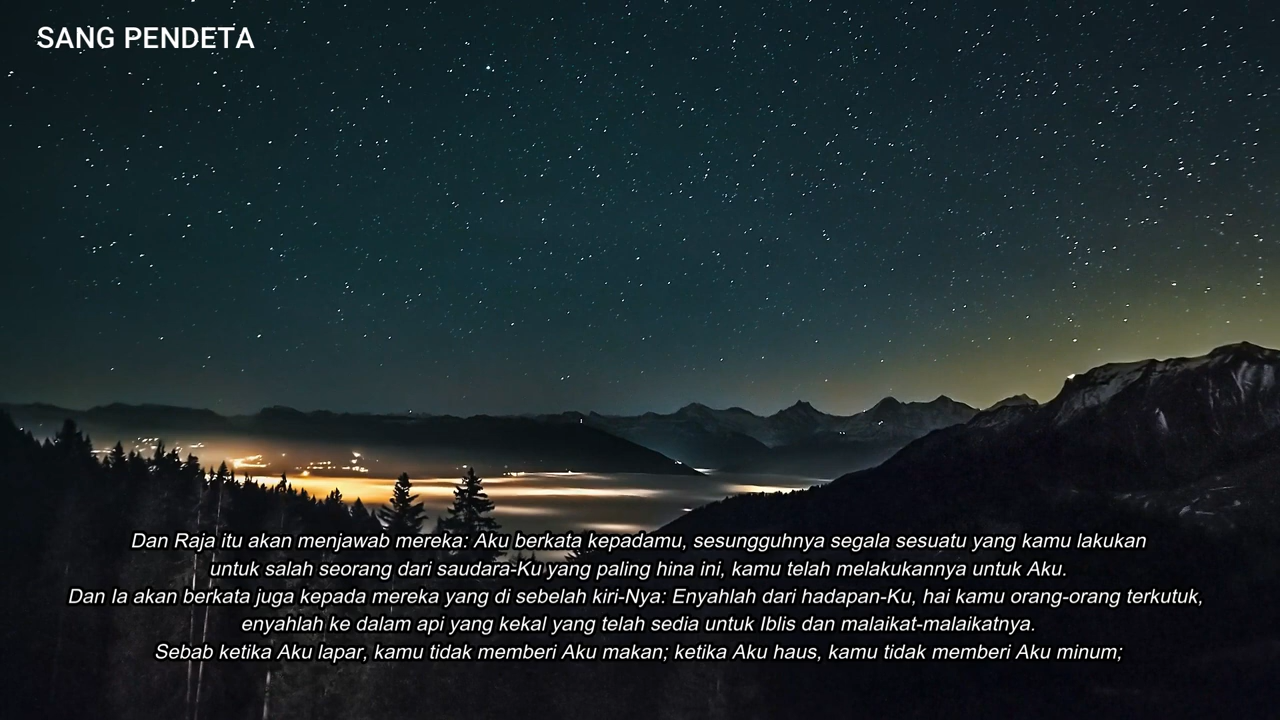 SANG PENDETA
Dan Raja itu akan menjawab mereka: Aku berkata kepadamu, sesungguhnya segala sesuatu yang kamu lakukan
untuk salah seorang dari saudara-Ku yang paling hina ini, kamu telah melakukannya untuk Aku.
Dan Ia akan berkata juga kepada mereka yang di sebelah kiri-Nya: Enyahlah dari hadapan-Ku, hai kamu orang-orang terkutuk,
enyahlah ke dalam api yang kekal yang telah sedia untuk Iblis dan malaikat-malaikatnya.
Sebab ketika Aku lapar, kamu tidak memberi Aku makan; ketika Aku haus, kamu tidak memberi Aku minum;